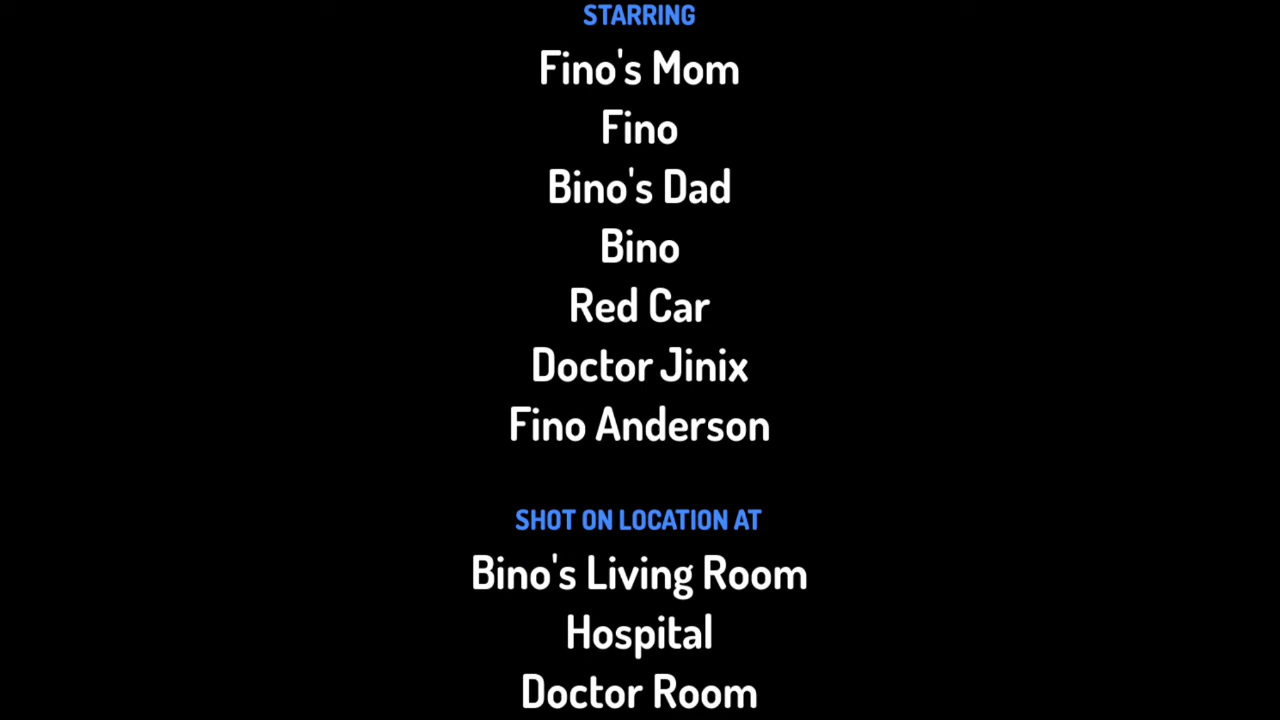 STARRING
Fino's Mom
Fino
Bino's Dad
Bino
Red Car
Doctor Jinix
Fino Anderson
SHOT ON LOCATION AT
Bino's Living Room
Hospital
Doctor Room